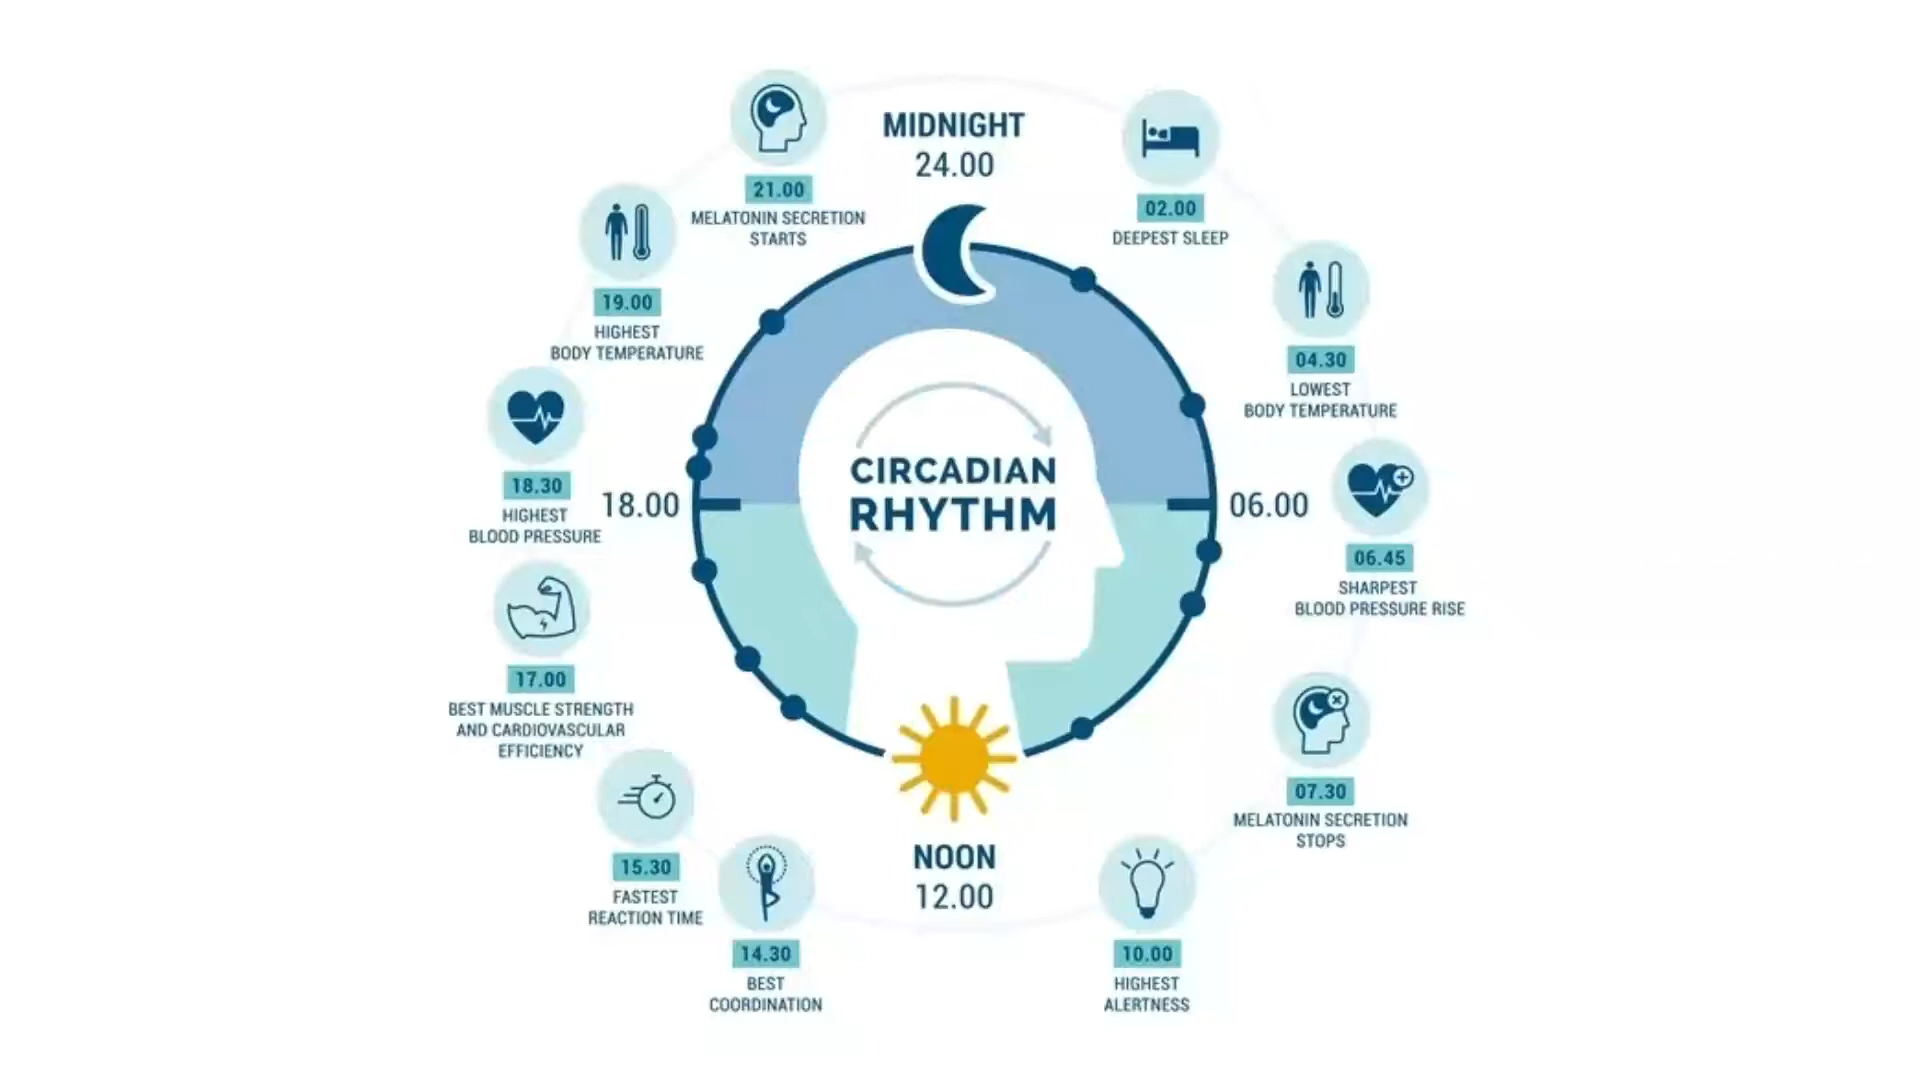 MIDNIGHT
24.00
02.00
DEEPEST SLEEP
04.30
LOWEST
BODY TEMPERATURE
06.00
06.45
SHARPEST
BLOOD PRESSURE RISE
07.30
MELATONIN SECRETION
STOPS
10.00
HIGHEST
ALERTNESS
NOON
12.00
14.30
BEST
COORDINATION
15.30
FASTEST
REACTION TIME
17.00
BEST MUSCLE STRENGTH
AND CARDIOVASCULAR
EFFICIENCY
18.00
18.30
HIGHEST
BLOOD PRESSURE
19.00
HIGHEST
BODY TEMPERATURE
21.00
MELATONIN SECRETION
STARTS
CIRCADIAN
RHYTHM